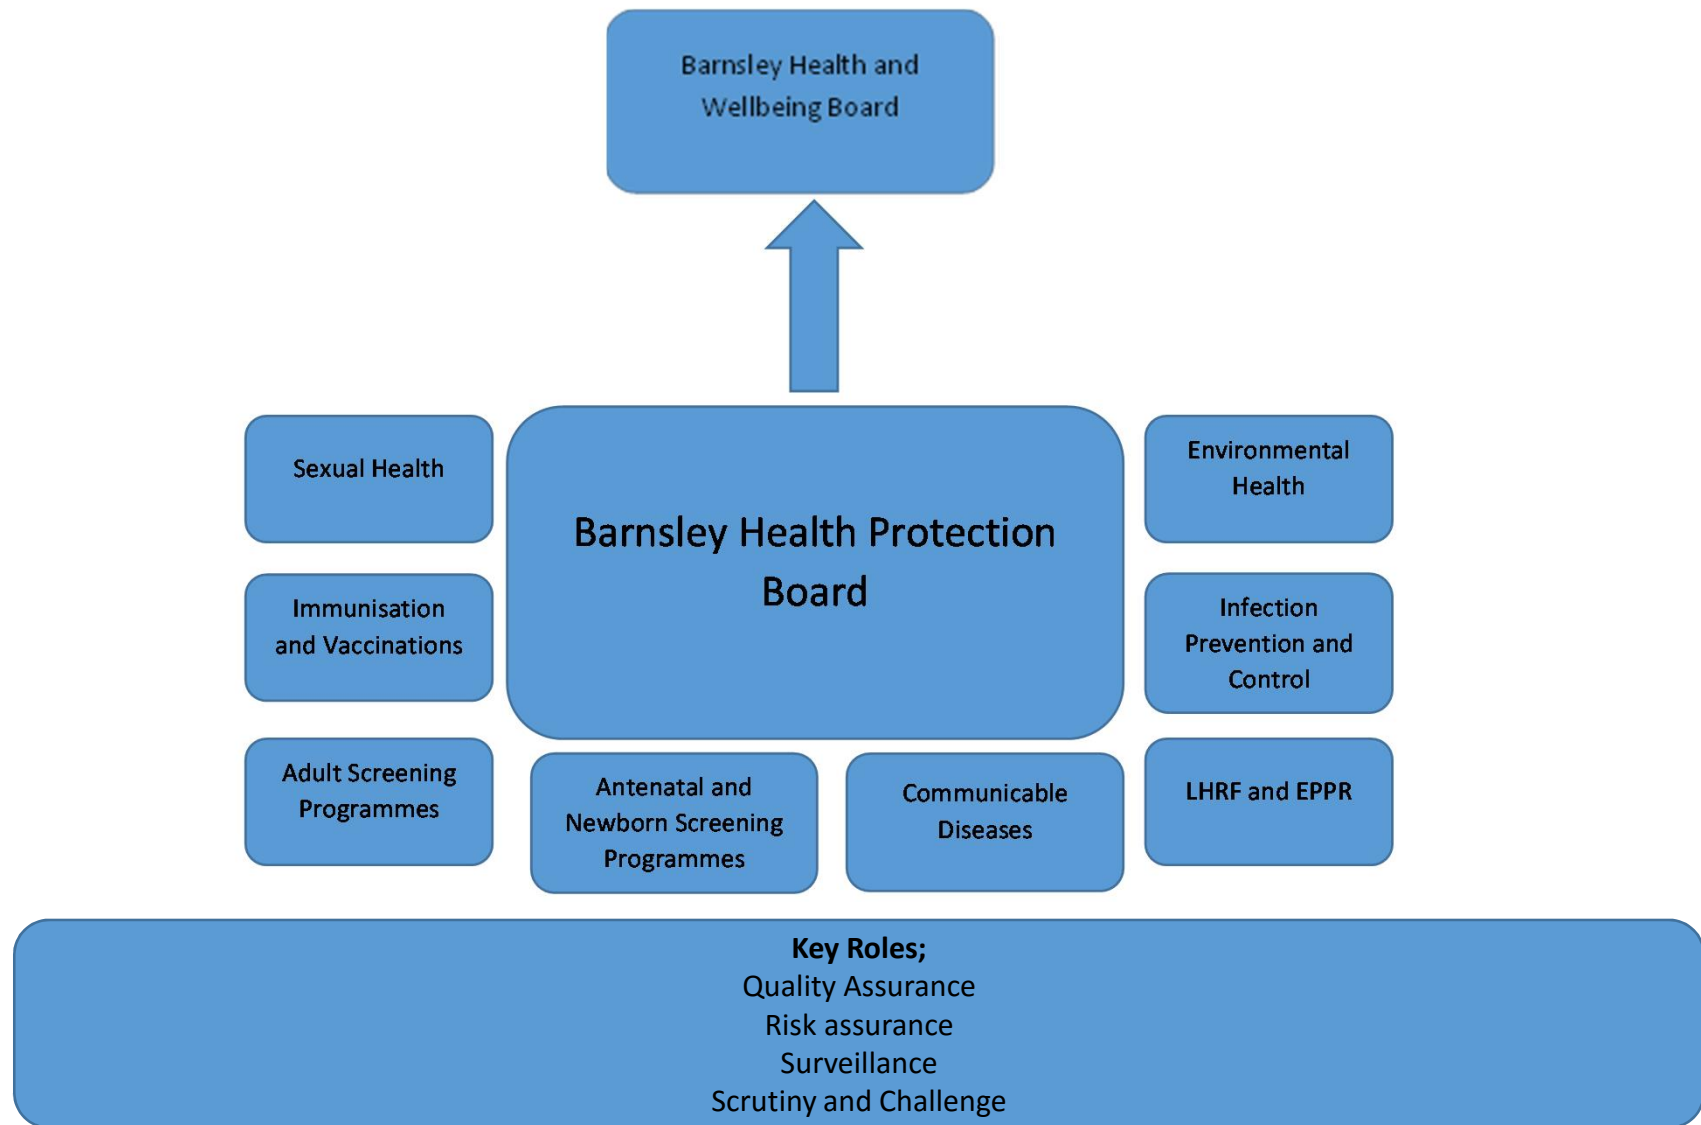 Barnsley Health and
Wellbeing Board
Sexual Health
Immunisation
and Vaccinations
Adult Screening
Programmes
Barnsley Health Protection
Board
Antenatal and
Newborn Screening
Programmes
Communicable
Diseases
Environmental
Health
Infection
Prevention and
Control
LHRF and EPPR
Key Roles;
Quality Assurance
Risk assurance
Surveillance
Scrutiny and Challenge